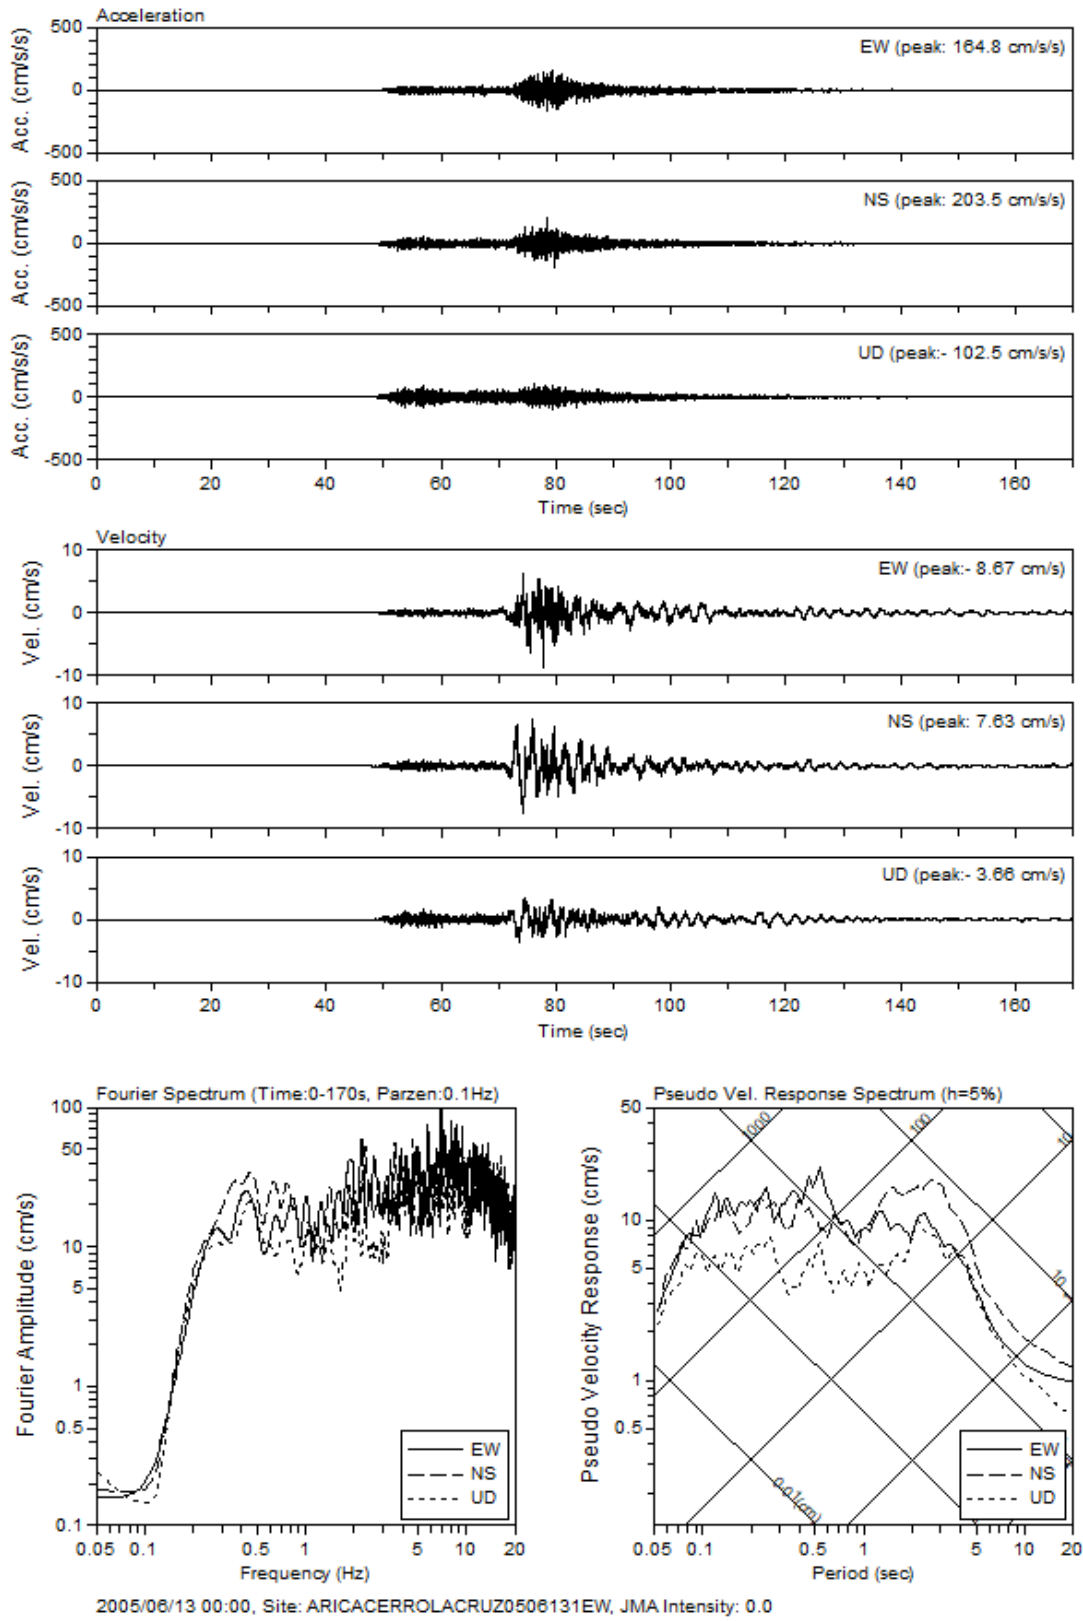 Acceleration
500
0
-500
Acc. (cm/s/s)
EW (peak: 164.8 cm/s/s)
500
0
-500
Acc. (cm/s/s)
NS (peak: 203.5 cm/s/s)
500
0
-500
Acc. (cm/s/s)
UD (peak:- 102.5 cm/s/s)
0 20 40 60 80 100 120 140 160
Time (sec)
Velocity
10
0
-10
Vel. (cm/s)
EW (peak:- 8.67 cm/s)
10
0
-10
Vel. (cm/s)
NS (peak: 7.63 cm/s)
10
0
-10
Vel. (cm/s)
UD (peak:- 3.66 cm/s)
0 20 40 60 80 100 120 140 160
Time (sec)
Fourier Spectrum (Time:0-170s, Parzen:0.1Hz)
100
50
10
5
1
0.5
0.1
Fourier Amplitude (cm/s)
EW
NS
UD
0.05 0.1 0.5 1 5 10 20
Frequency (Hz)
Pseudo Vel. Response Spectrum (h=5%)
50
10
5
1
0.5
Pseudo Velocity Response (cm/s)
1000
100
10
10
0.01(cm)
EW
NS
UD
0.05 0.1 0.5 1 5 10 20
Period (sec)
2005/06/13 00:00, Site: ARICACERROLACRUZ0506131EW, JMA Intensity: 0.0